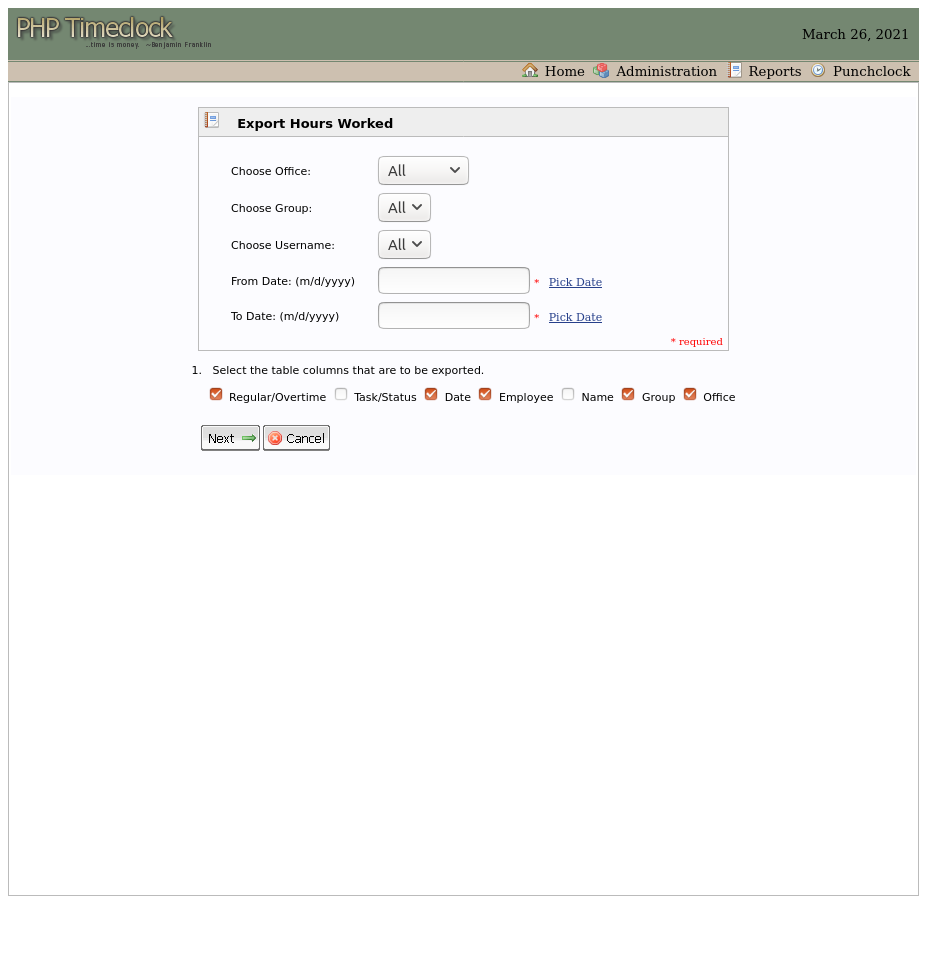 PHP Timeclock
...time is money. ~Benjamin Franklin
March 26, 2021
Home Administration Reports Punchclock
Export Hours Worked
Choose Office: All
Choose Group: All
Choose Username: All
From Date: (m/d/yyyy) * Pick Date
To Date: (m/d/yyyy) * Pick Date
* required
1. Select the table columns that are to be exported.
Regular/Overtime Task/Status Date Employee Name Group Office
Next Cancel